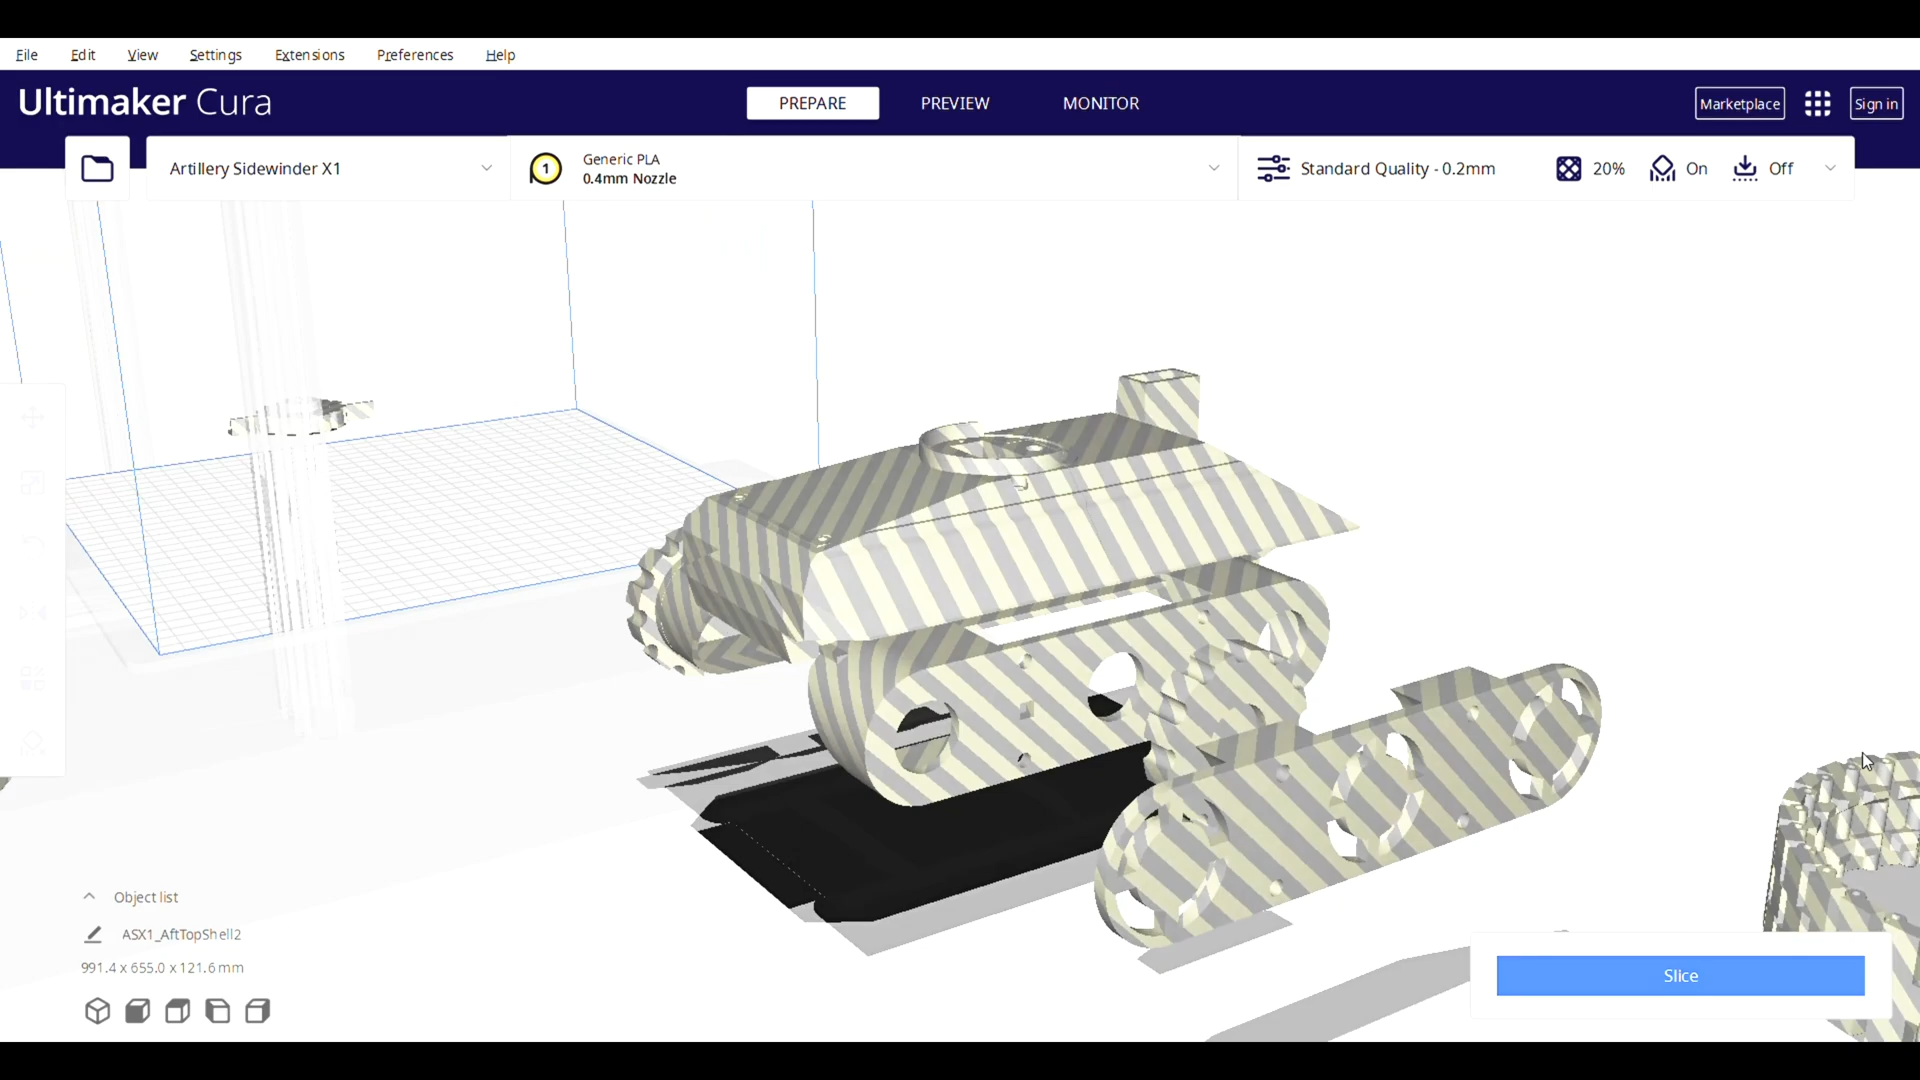 File Edit View Settings Extensions Preferences Help
Ultimaker Cura PREPARE PREVIEW MONITOR Marketplace Sign in
Artillery Sidewinder X1 1 Generic PLA Standard Quality - 0.2mm 20% On Off
0.4mm Nozzle
Object list
ASX1_AftTopShell2
991.4 x 655.0 x 121.6 mm
Slice